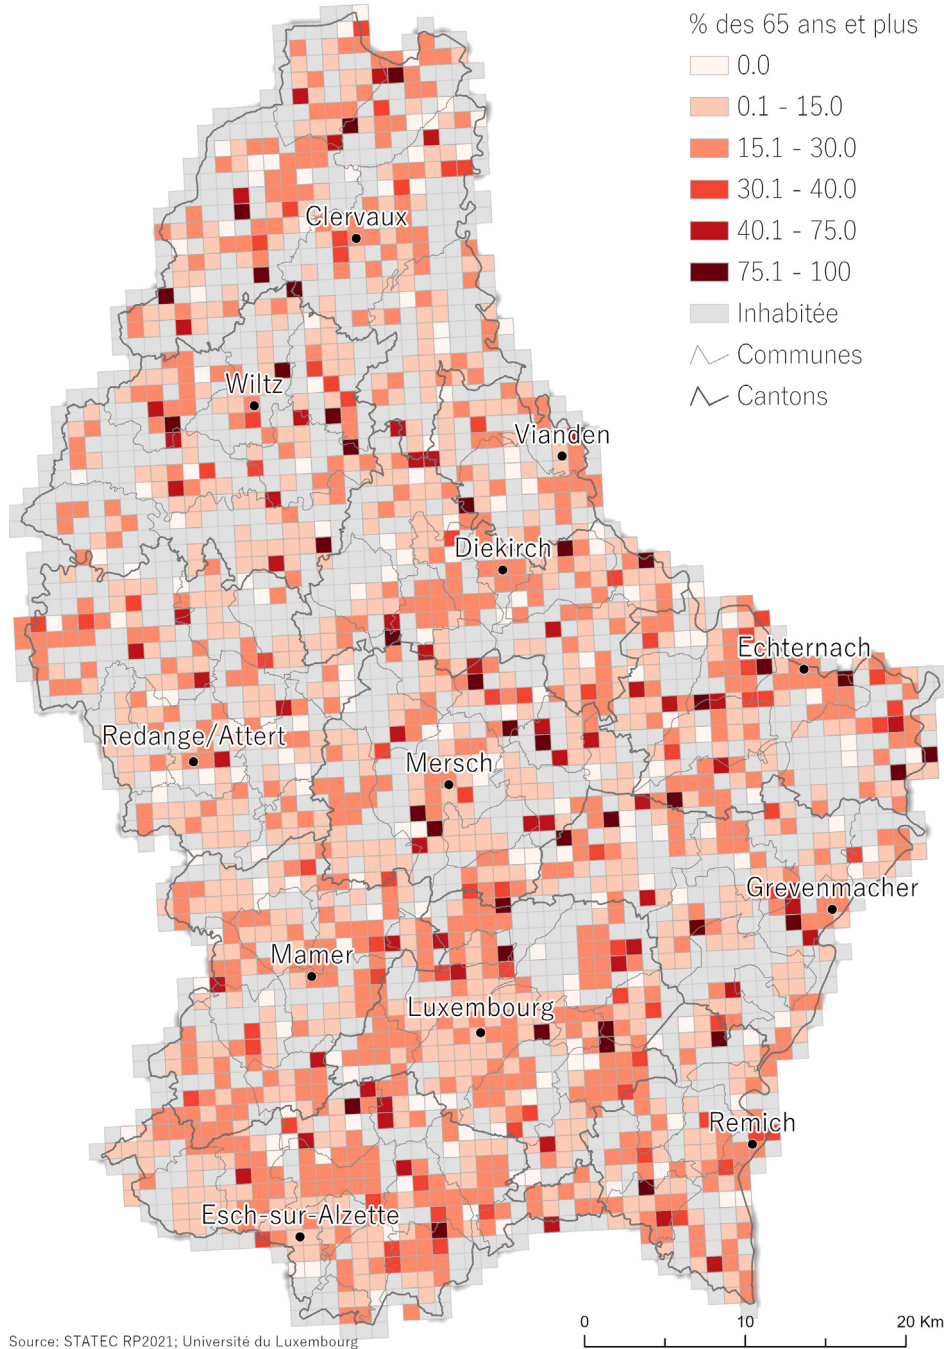 % des 65 ans et plus
0.0
0.1 - 15.0
15.1 - 30.0
30.1 - 40.0
40.1 - 75.0
75.1 - 100
Inhabitée
Communes
Cantons
Clervaux
Wiltz
Vianden
Diekirch
Echternach
Redange/Attert
Mersch
Grevenmacher
Mamer
Luxembourg
Remich
Esch-sur-Alzette
0 10 20 Km
Source: STATEC RP2021; Université du Luxembourg